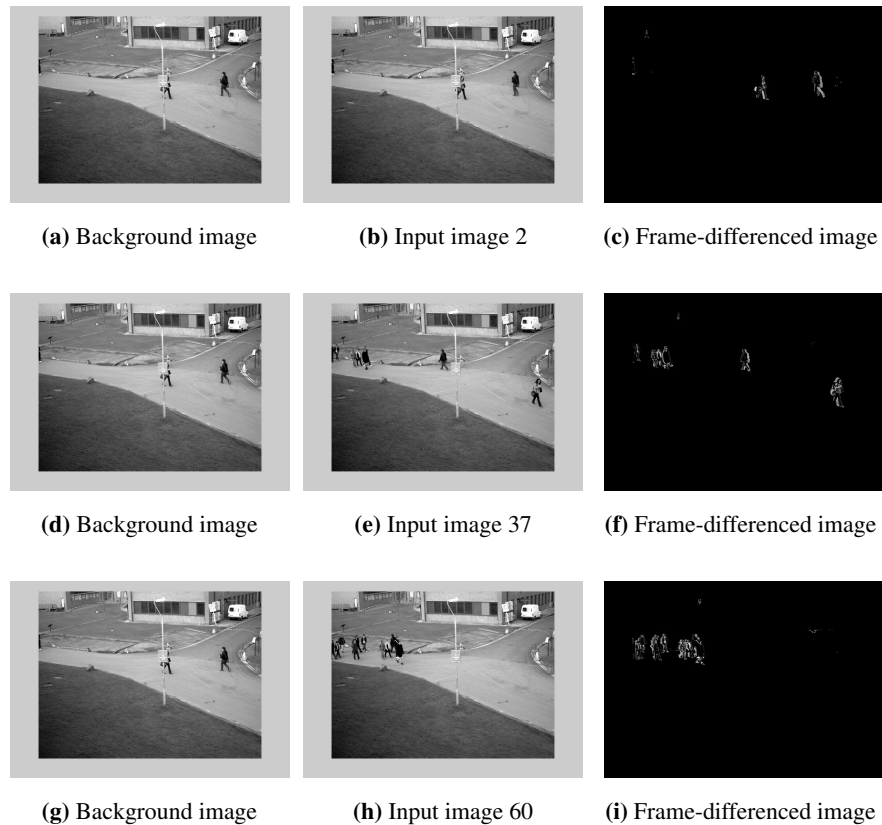 (a) Background image
(b) Input image 2
(c) Frame-differenced image
(d) Background image
(e) Input image 37
(f) Frame-differenced image
(g) Background image
(h) Input image 60
(i) Frame-differenced image